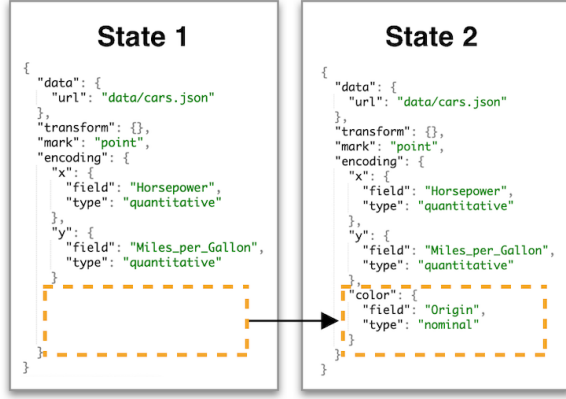 State 1
{
"data": {
"url": "data/cars.json"
},
"transform": {},
"mark": "point",
"encoding": {
"x": {
"field": "Horsepower",
"type": "quantitative"
},
"y": {
"field": "Miles_per_Gallon",
"type": "quantitative"
}
}
}
State 2
{
"data": {
"url": "data/cars.json"
},
"transform": {},
"mark": "point",
"encoding": {
"x": {
"field": "Horsepower",
"type": "quantitative"
},
"y": {
"field": "Miles_per_Gallon",
"type": "quantitative"
},
"color": {
"field": "Origin",
"type": "nominal"
}
}
}